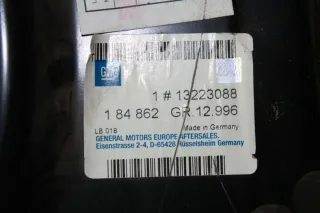 GM
1 # 13223088
1 84 862 GR.12.996
LB 018 Made in Germany
GENERAL MOTORS EUROPE AFTERSALES.
Eisenstrasse 2-4, D-65428 Rüsselsheim Germany